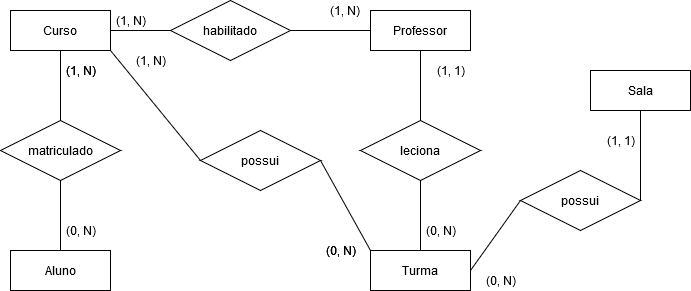 Curso
(1, N)
habilitado
(1, N)
Professor
(1, N)
(1, N)
(1, 1)
Sala
matriculado
possui
leciona
(1, 1)
possui
(0, N)
(0, N)
(0, N)
(0, N)
Aluno
Turma